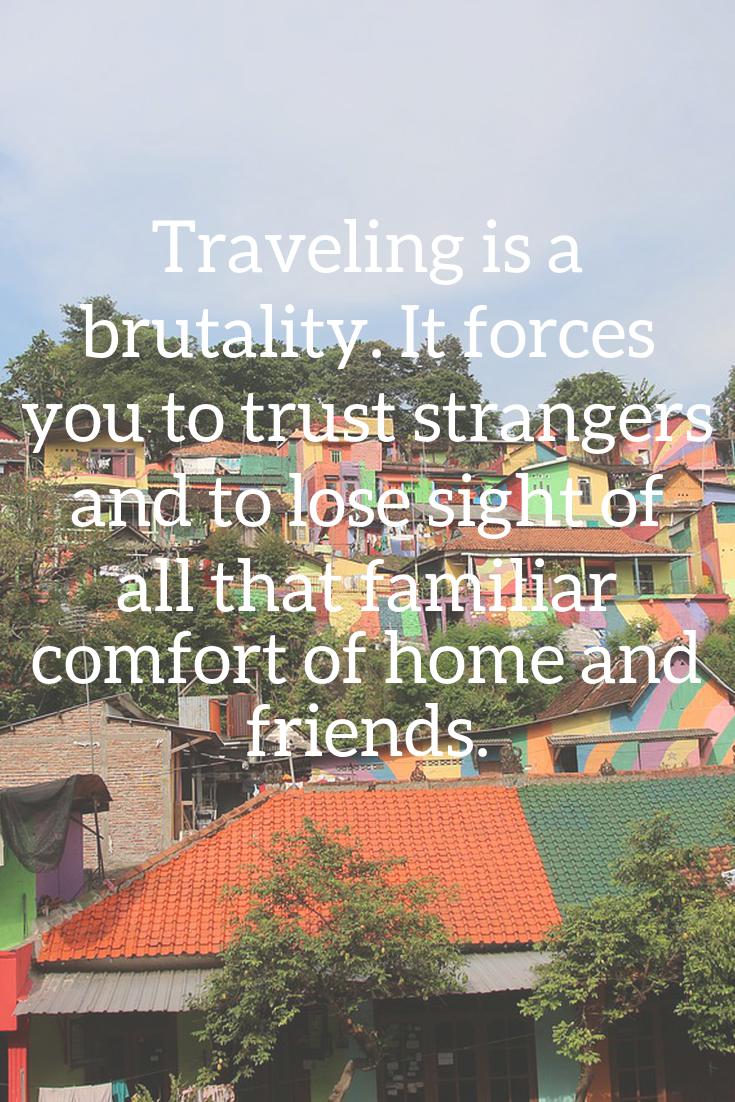 Traveling is a
brutality. It forces
you to trust strangers
and to lose sight of
all that familiar
comfort of home and
friends.